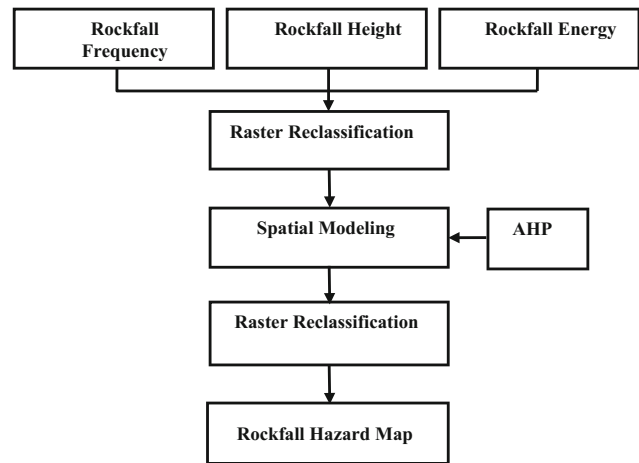 Rockfall
Frequency
Rockfall Height
Rockfall Energy
Raster Reclassification
Spatial Modeling
AHP
Raster Reclassification
Rockfall Hazard Map